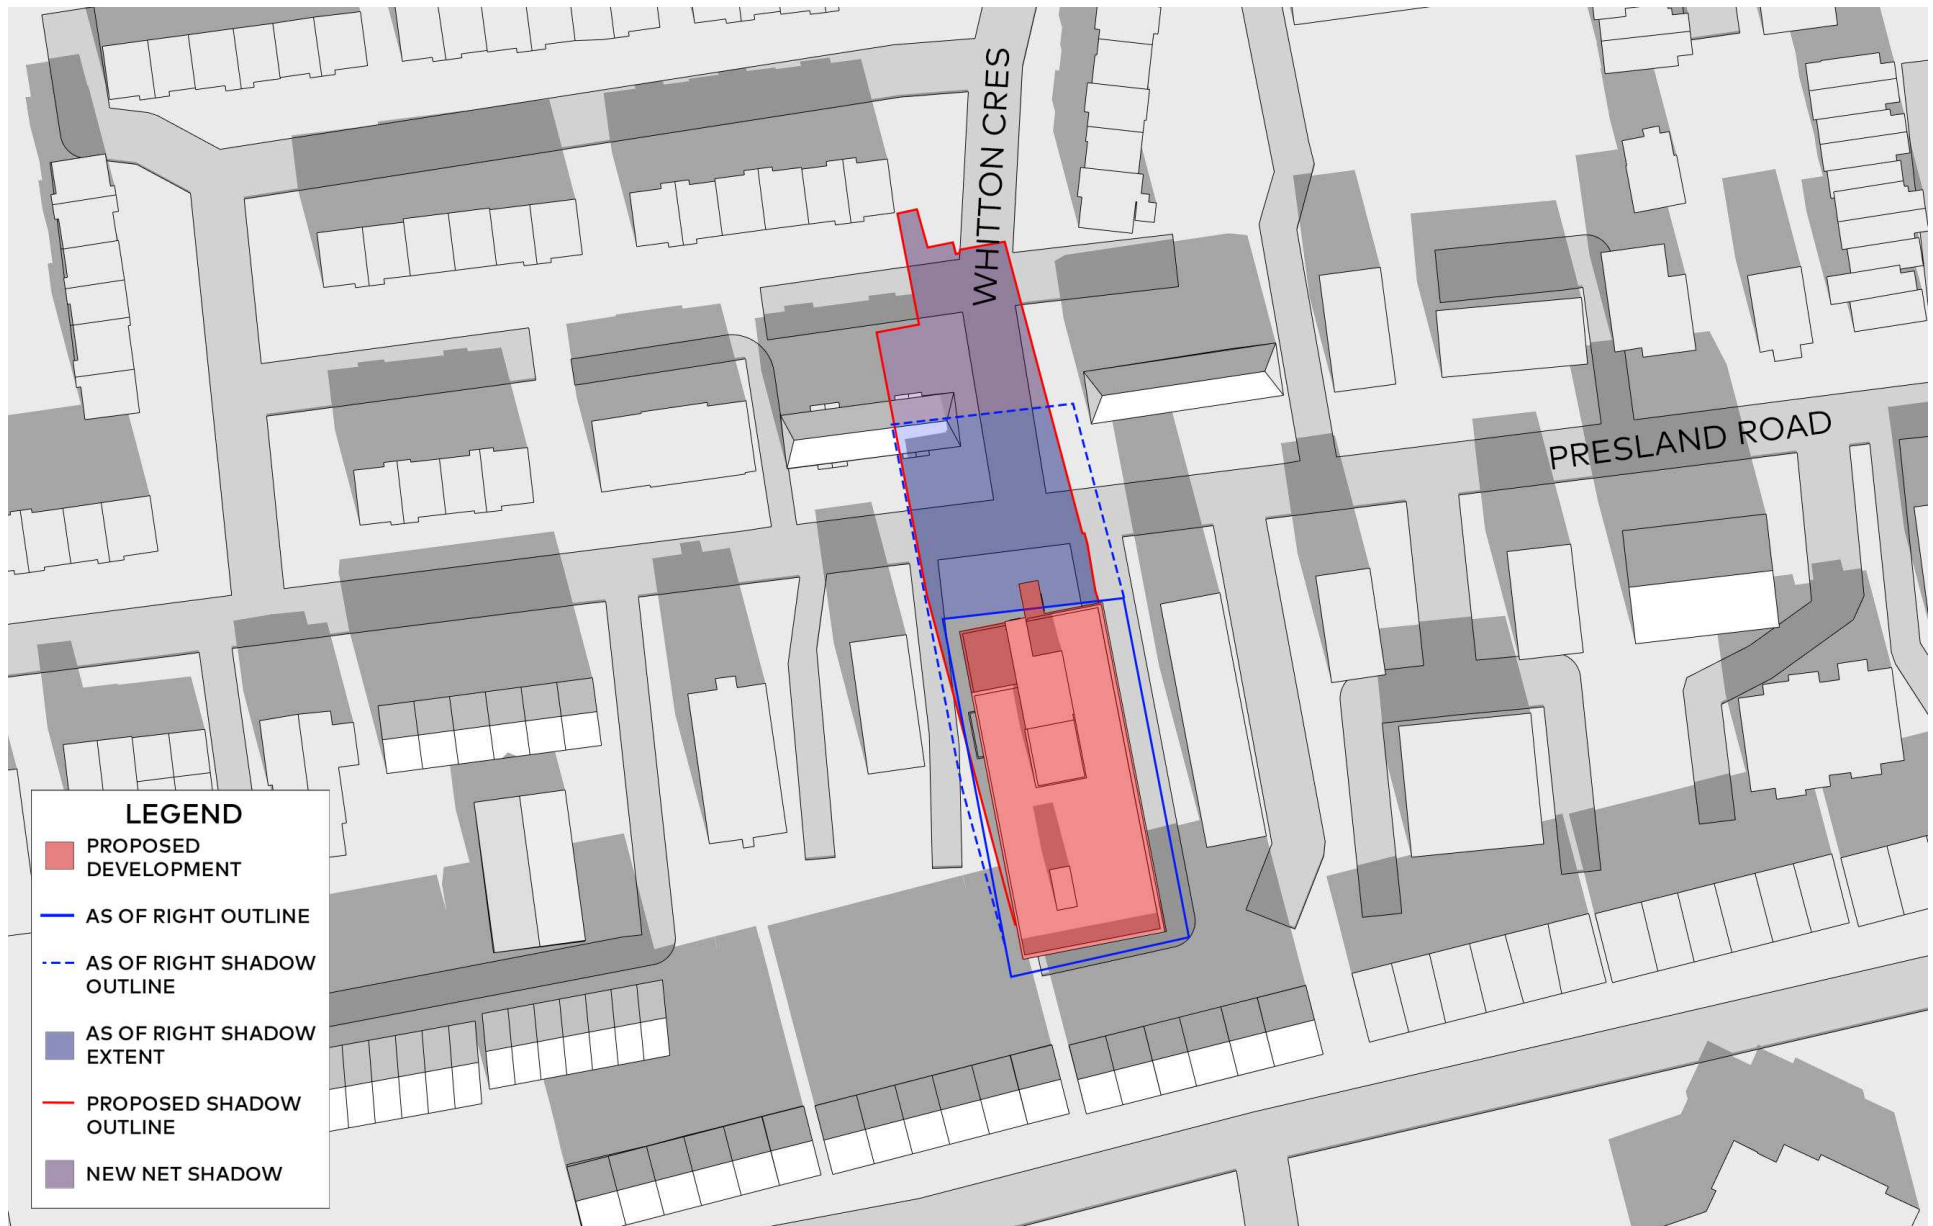 WHITTON CRES
PRESLAND ROAD
LEGEND
PROPOSED
DEVELOPMENT
AS OF RIGHT OUTLINE
AS OF RIGHT SHADOW
OUTLINE
AS OF RIGHT SHADOW
EXTENT
PROPOSED SHADOW
OUTLINE
NEW NET SHADOW